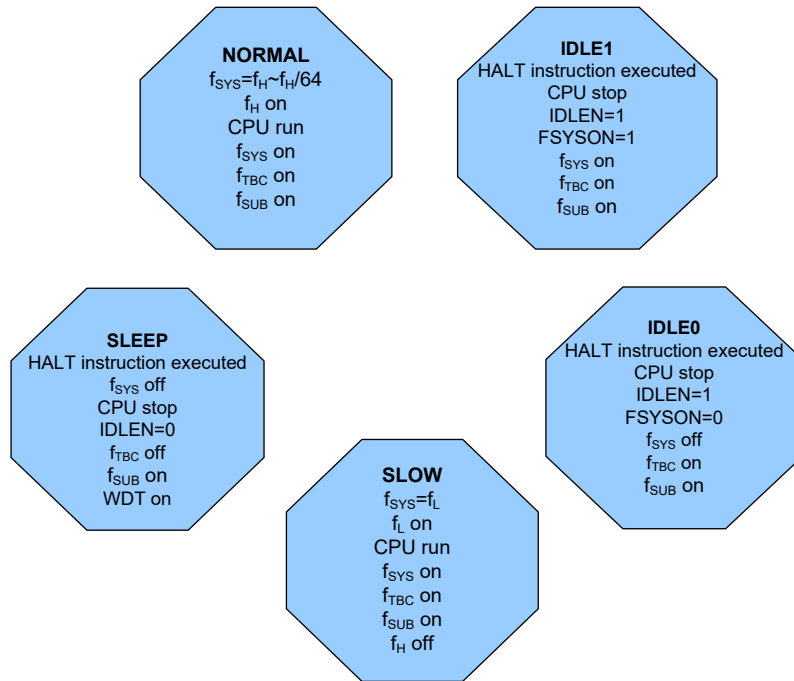 NORMAL
fSYS=fH~fH/64
fH on
CPU run
fSYS on
fTBC on
fSUB on
IDLE1
HALT instruction executed
CPU stop
IDLEN=1
FSYSON=1
fSYS on
fTBC on
fSUB on
SLEEP
HALT instruction executed
fSYS off
CPU stop
IDLEN=0
fTBC off
fSUB on
WDT on
IDLE0
HALT instruction executed
CPU stop
IDLEN=1
FSYSON=0
fSYS off
fTBC on
fSUB on
SLOW
fSYS=fL
fL on
CPU run
fSYS on
fTBC on
fSUB on
fH off